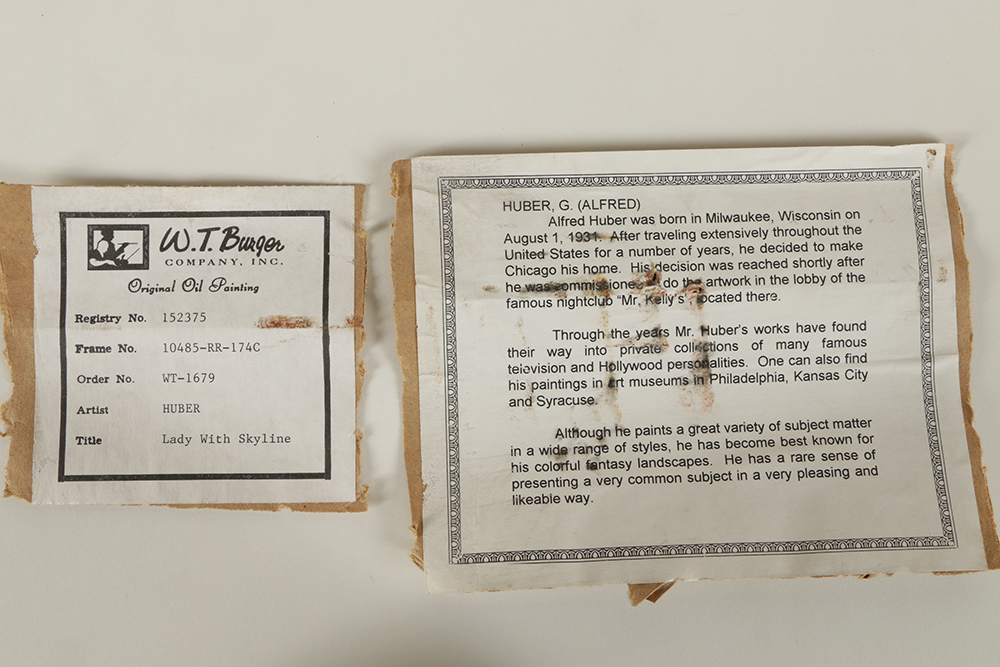 W.T. Burger
COMPANY, INC.
Original Oil Painting
Registry No. 152375
Frame No. 10485-RR-174C
Order No. WT-1679
Artist HUBER
Title Lady With Skyline
HUBER, G. (ALFRED)
Alfred Huber was born in Milwaukee, Wisconsin on
August 1, 1931. After traveling extensively throughout the
United States for a number of years, he decided to make
Chicago his home. His decision was reached shortly after
he was commissioned to do the artwork in the lobby of the
famous nightclub "Mr. Kelly's" located there.
Through the years Mr. Huber's works have found
their way into private collections of many famous
television and Hollywood personalities. One can also find
his paintings in art museums in Philadelphia, Kansas City
and Syracuse.
Although he paints a great variety of subject matter
in a wide range of styles, he has become best known for
his colorful fantasy landscapes. He has a rare sense of
presenting a very common subject in a very pleasing and
likeable way.